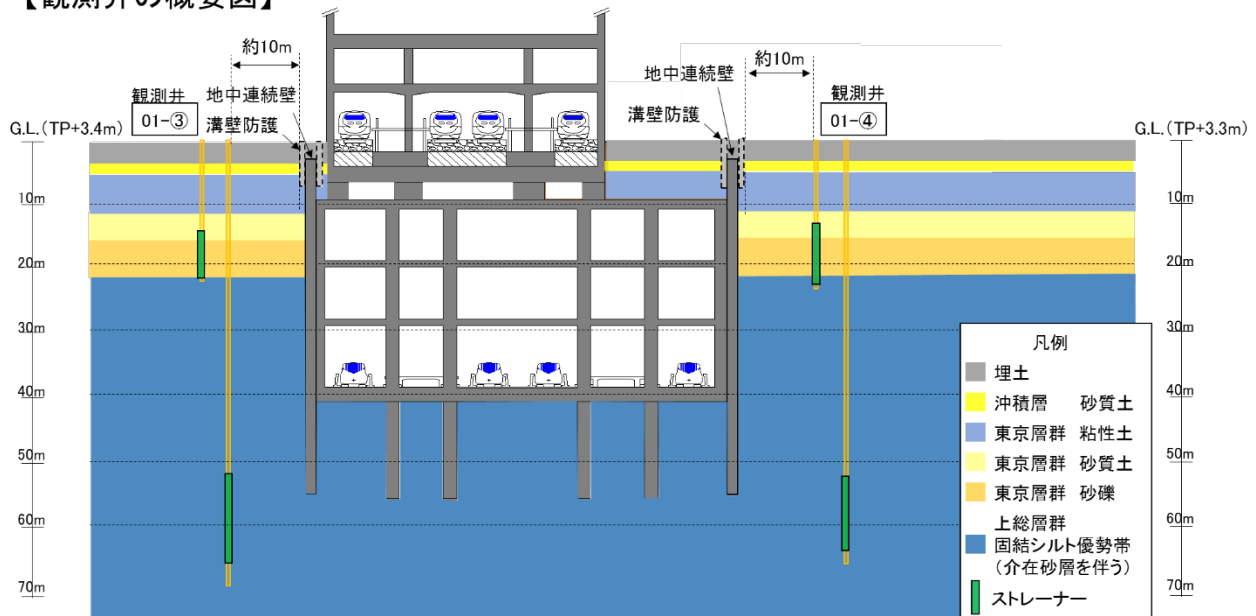 【観測井の概要図】
約10m
約10m
観測井
01-③
地中連続壁
溝壁防護
地中連続壁
溝壁防護
観測井
01-④
G.L.(TP+3.4m)
G.L.(TP+3.3m)
10m
20m
30m
40m
50m
60m
70m
10m
20m
30m
40m
50m
60m
70m
凡例
埋土
沖積層 砂質土
東京層群 粘性土
東京層群 砂質土
東京層群 砂礫
上総層群
固結シルト優勢帯
(介在砂層を伴う)
ストレーナー